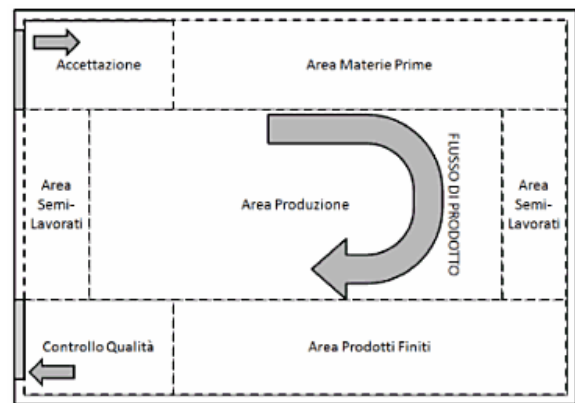 Accettazione
Area Materie Prime
Area
Semi-
Lavorati
Area Produzione
FLUSSO DI PRODOTTO
Area
Semi-
Lavorati
Controllo Qualità
Area Prodotti Finiti